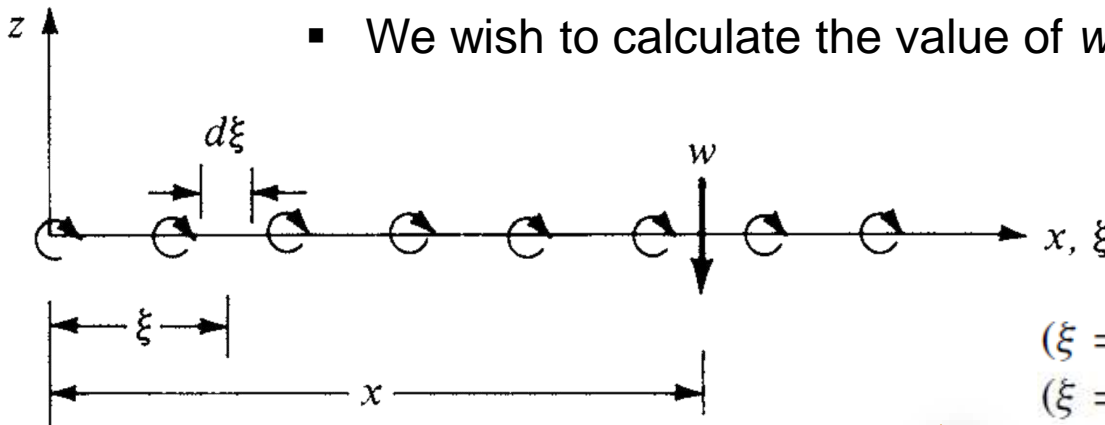 z
▪ We wish to calculate the value of w
dξ
w
x, ξ
ξ
(ξ =
x
(ξ =